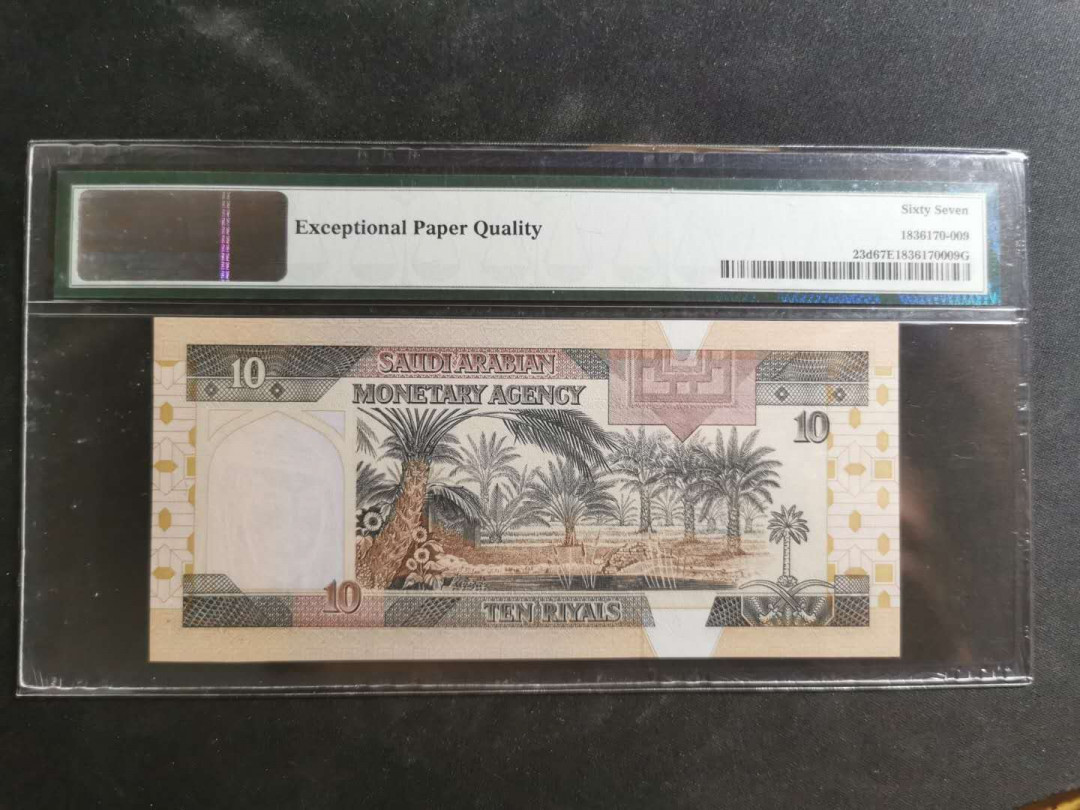 Exceptional Paper Quality
Sixty Seven
1836170-009
23d67E1836170009G
10
SAUDI ARABIAN
MONETARY AGENCY
10
10
TEN RIYALS